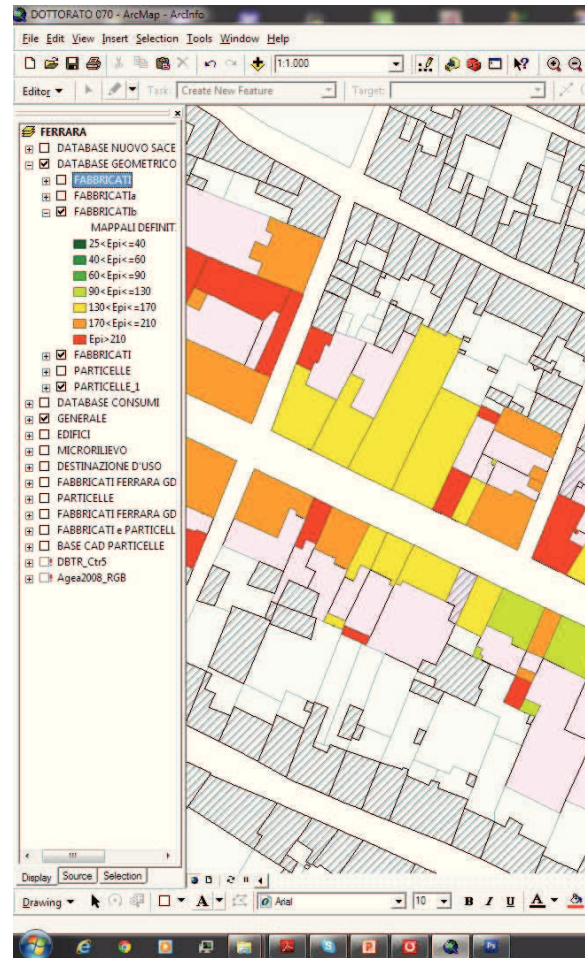 DOTTORATO 070 - ArcMap - ArcInfo
File Edit View Insert Selection Tools Window Help
1:1.000
Editor Task: Create New Feature Target:
FERRARA
DATABASE NUOVO SACE
DATABASE GEOMETRICO
FABBRICATI
FABBRICATIa
FABBRICATIb
MAPPALI DEFINIT
25<Epi<=40
40<Epi<=60
60<Epi<=90
90<Epi<=130
130<Epi<=170
170<Epi<=210
Epi>210
FABBRICATI
PARTICELLE
PARTICELLE_1
DATABASE CONSUMI
GENERALE
EDIFICI
MICRORILIEVO
DESTINAZIONE D'USO
FABBRICATI FERRARA GD
PARTICELLE
FABBRICATI FERRARA GD
FABBRICATI e PARTICELL
BASE CAD PARTICELLE
DBTR_Ctr5
Agea2008_RGB
Display Source Selection
Drawing A Arial 10 B I U A